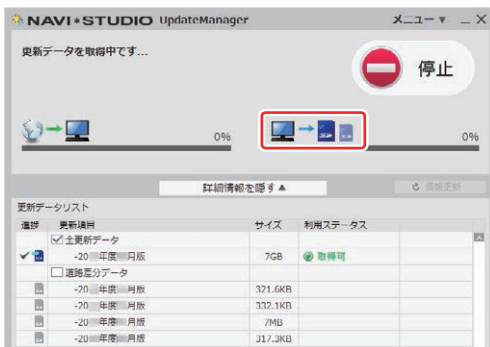 NAVI*STUDIO UpdateManager メニュー ▼ _ X
更新データを取得中です...
停止
0% 0%
詳細情報を隠す▲ 情報更新
更新データリスト
進捗 更新項目 サイズ 利用ステータス
全更新データ
-20 年度 月版 7GB 取得可
道路差分データ
-20 年度 月版 321.6KB
-20 年度 月版 332.1KB
-20 年度 月版 7MB
-20 年度 月版 317.3KB